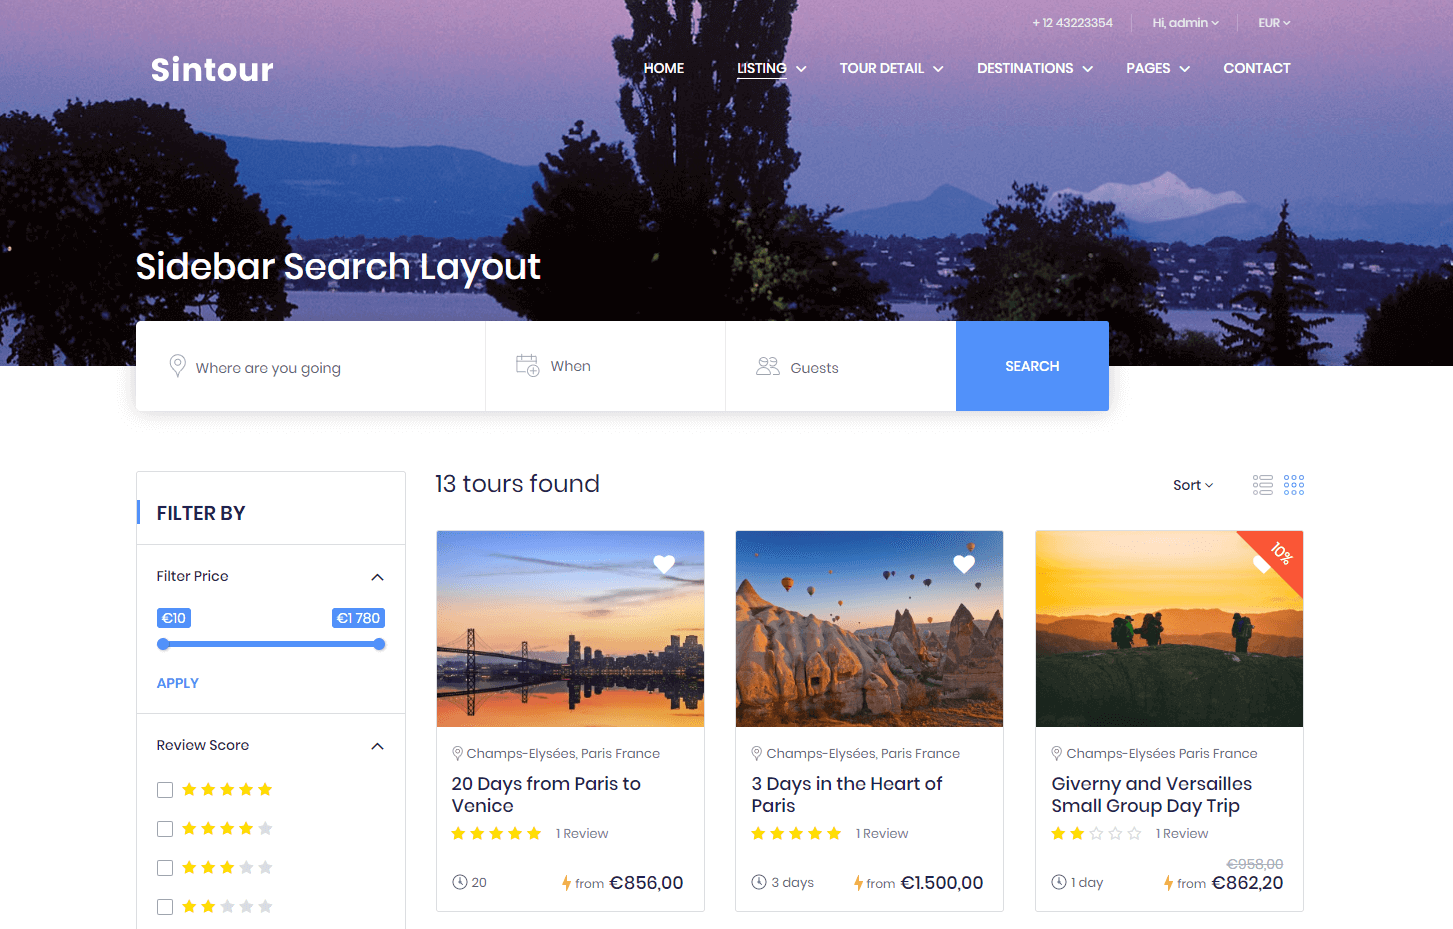 + 12 43223354
Hi, admin
EUR
Sintour
HOME
LISTING
TOUR DETAIL
DESTINATIONS
PAGES
CONTACT
Sidebar Search Layout
Where are you going
When
Guests
SEARCH
FILTER BY
Filter Price
€10
€1 780
APPLY
Review Score
13 tours found
Sort
Champs-Elysées, Paris France
20 Days from Paris to
Venice
1 Review
20
from €856,00
Champs-Elysées, Paris France
3 Days in the Heart of
Paris
1 Review
3 days
from €1.500,00
10%
Champs-Elysées Paris France
Giverny and Versailles
Small Group Day Trip
1 Review
€958,00
1 day
from €862,20